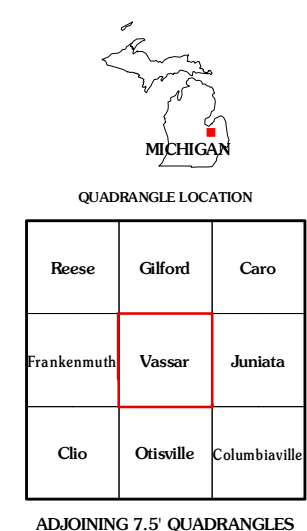 MICHIGAN
QUADRANGLE LOCATION
Reese Gilford Caro
Frankenmuth Vassar Juniata
Clio Otisville Columbiaville
ADJOINING 7.5' QUADRANGLES